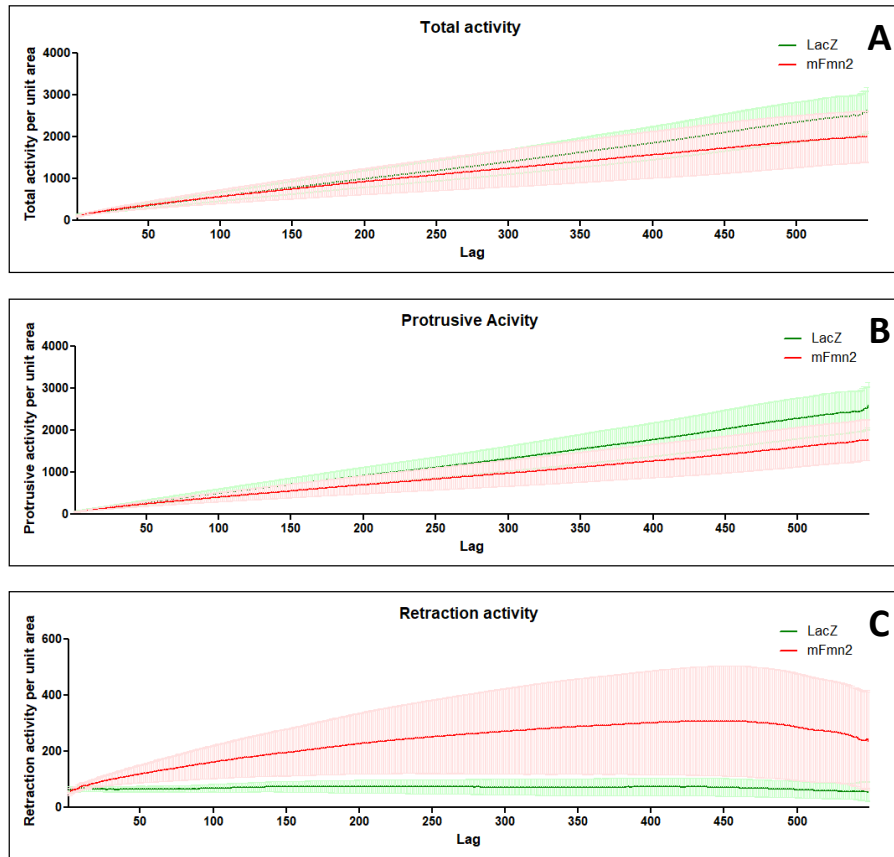 Total activity
A
LacZ
mFmn2
Total activity per unit area
4000
3000
2000
1000
0
50 100 150 200 250 300 350 400 450 500
Lag
Protrusive Acivity
B
LacZ
mFmn2
Protrusive activity per unit area
4000
3000
2000
1000
0
50 100 150 200 250 300 350 400 450 500
Lag
Retraction activity
C
LacZ
mFmn2
Retraction activity per unit area
600
400
200
0
50 100 150 200 250 300 350 400 450 500
Lag